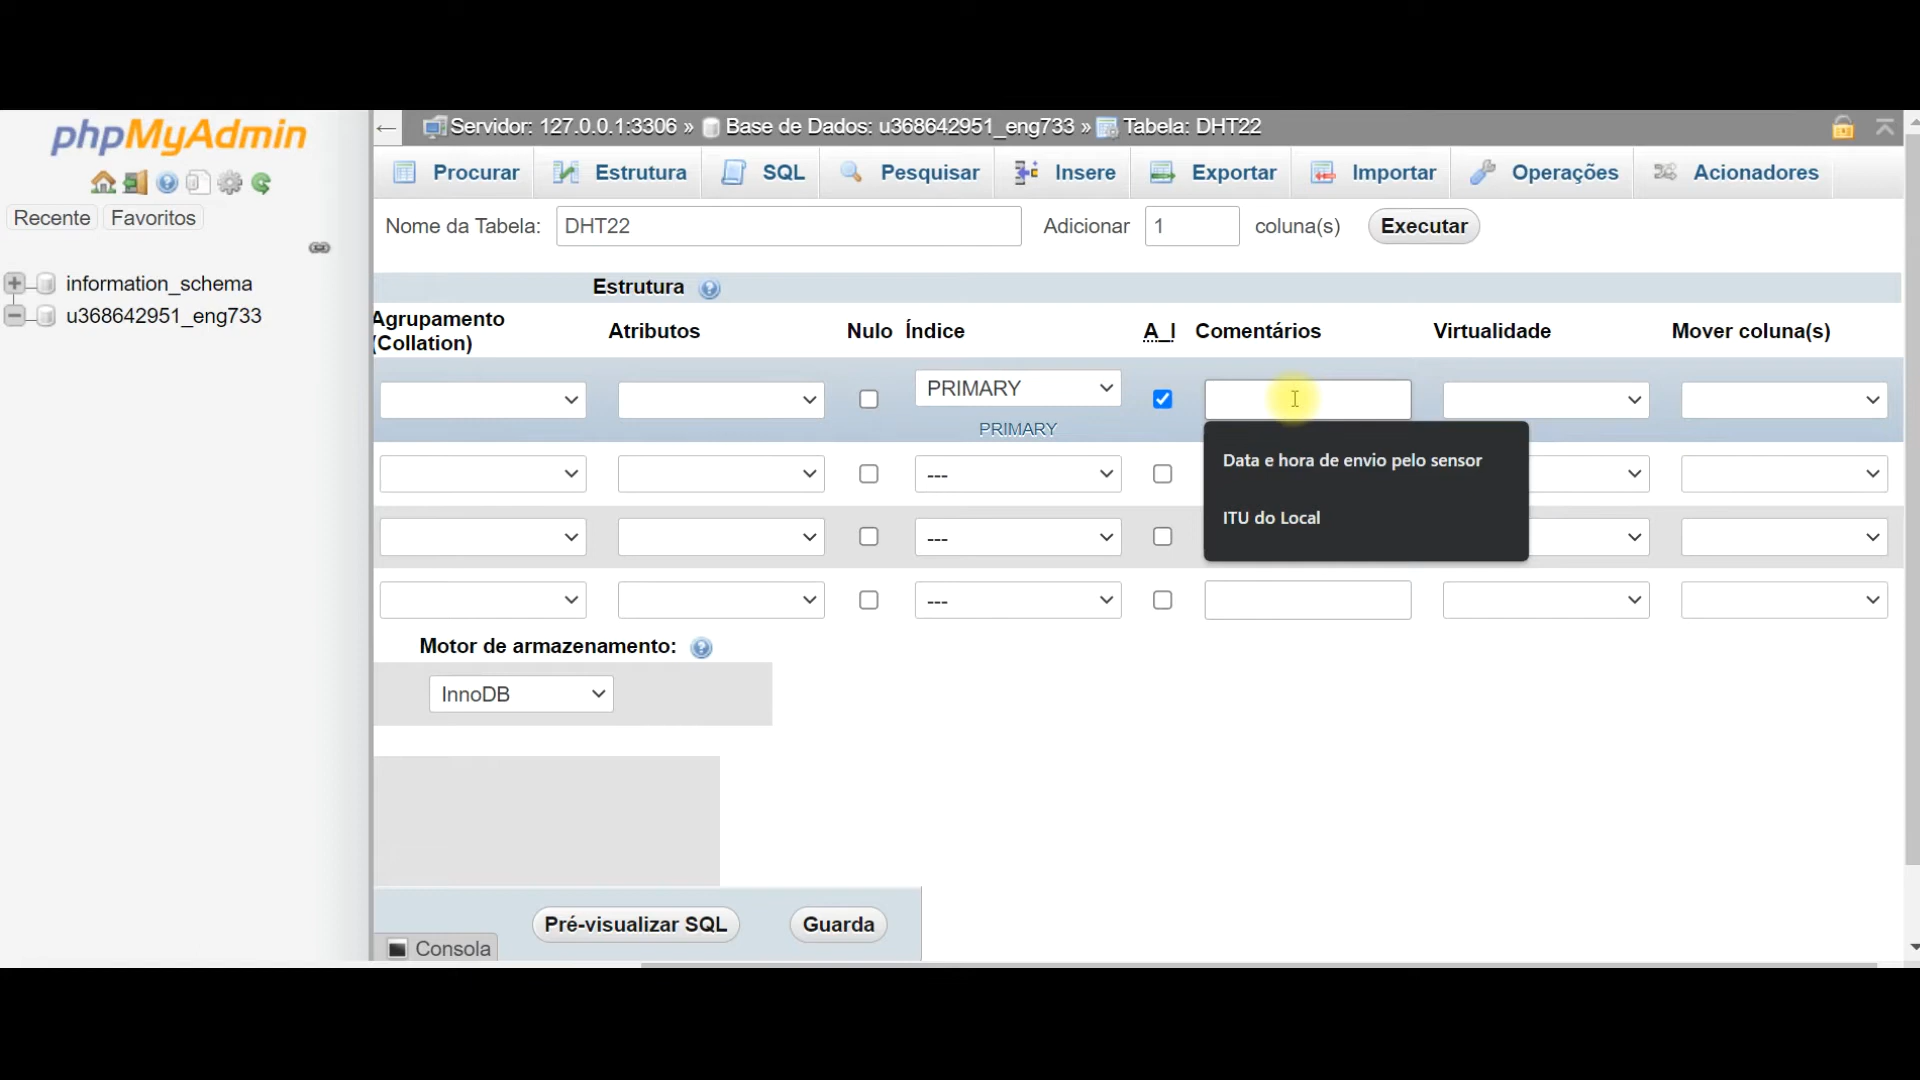 phpMyAdmin
Recente Favoritos
information_schema
u368642951_eng733
Servidor: 127.0.0.1:3306 » Base de Dados: u368642951_eng733 » Tabela: DHT22
Procurar Estrutura SQL Pesquisar Insere Exportar Importar Operações Acionadores
Nome da Tabela: DHT22 Adicionar 1 coluna(s) Executar
Estrutura
Agrupamento (Collation) Atributos Nulo Índice A_I Comentários Virtualidade Mover coluna(s)
PRIMARY
PRIMARY
---
Data e hora de envio pelo sensor
---
ITU do Local
---
Motor de armazenamento:
InnoDB
Pré-visualizar SQL Guarda
Consola